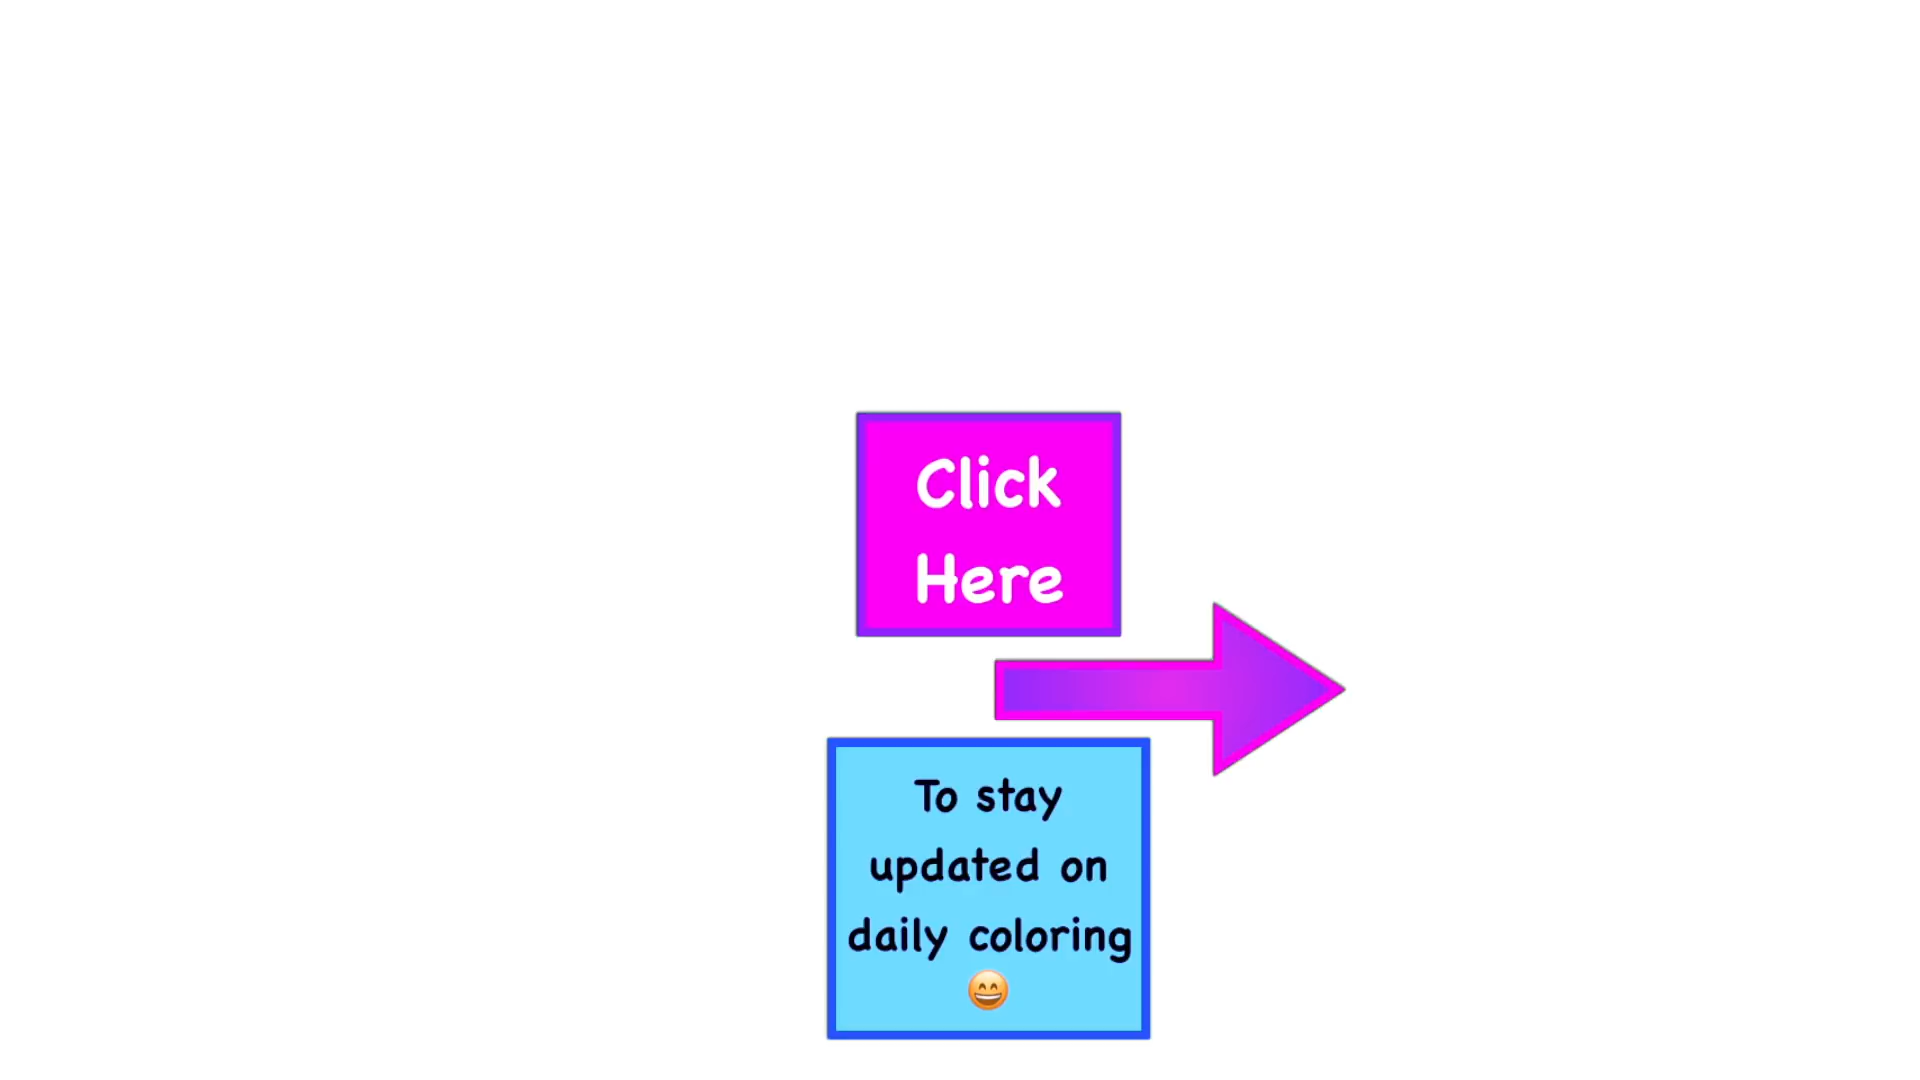 Click
Here
To stay
updated on
daily coloring
😄